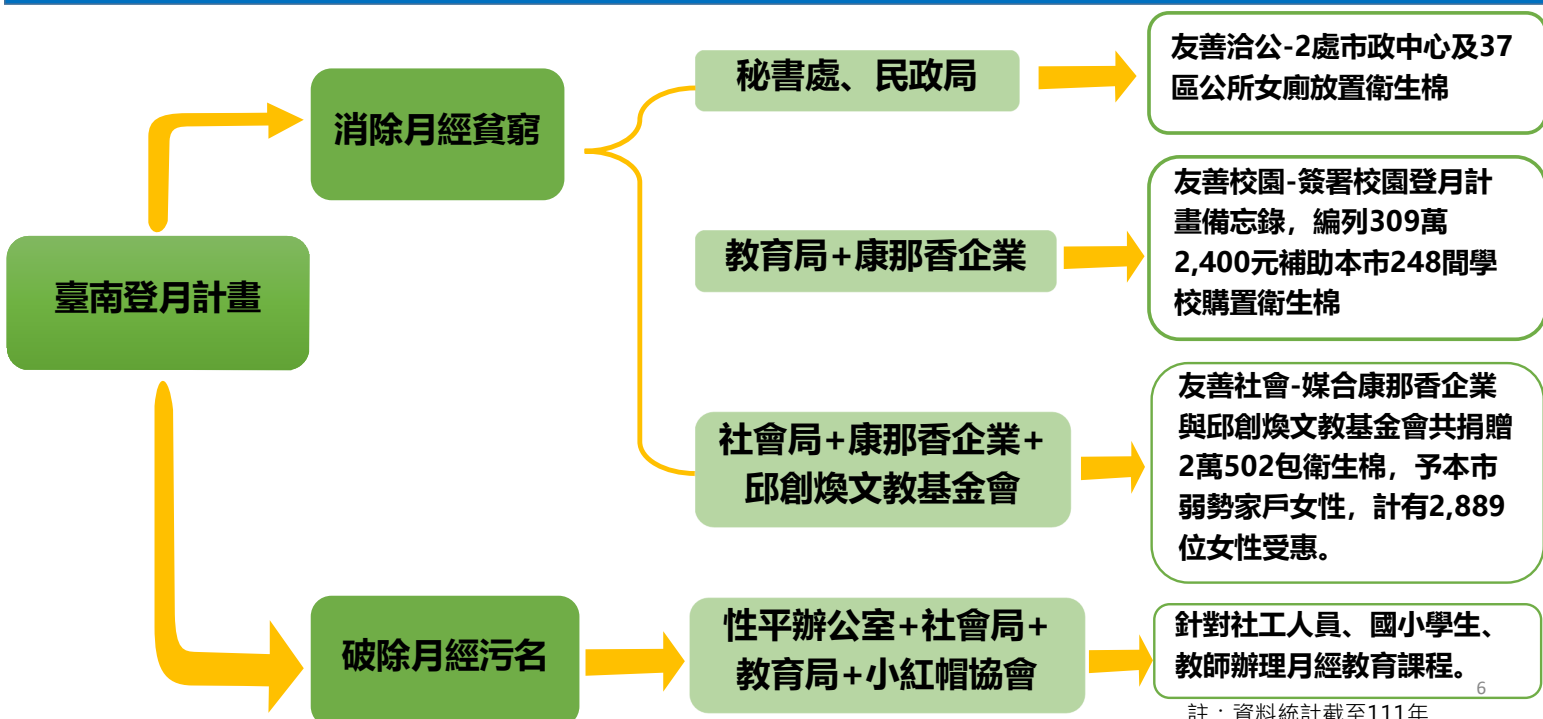 臺南登月計畫
消除月經貧窮
秘書處、民政局
友善洽公-2處市政中心及37
區公所女廁放置衛生棉
教育局+康那香企業
友善校園-簽署校園登月計
畫備忘錄，編列309萬
2,400元補助本市248間學
校購置衛生棉
社會局+康那香企業+
邱創煥文教基金會
友善社會-媒合康那香企業
與邱創煥文教基金會共捐贈
2萬502包衛生棉，予本市
弱勢家戶女性，計有2,889
位女性受惠。
破除月經污名
性平辦公室+社會局+
教育局+小紅帽協會
針對社工人員、國小學生、
教師辦理月經教育課程。
6
註：資料統計截至111年